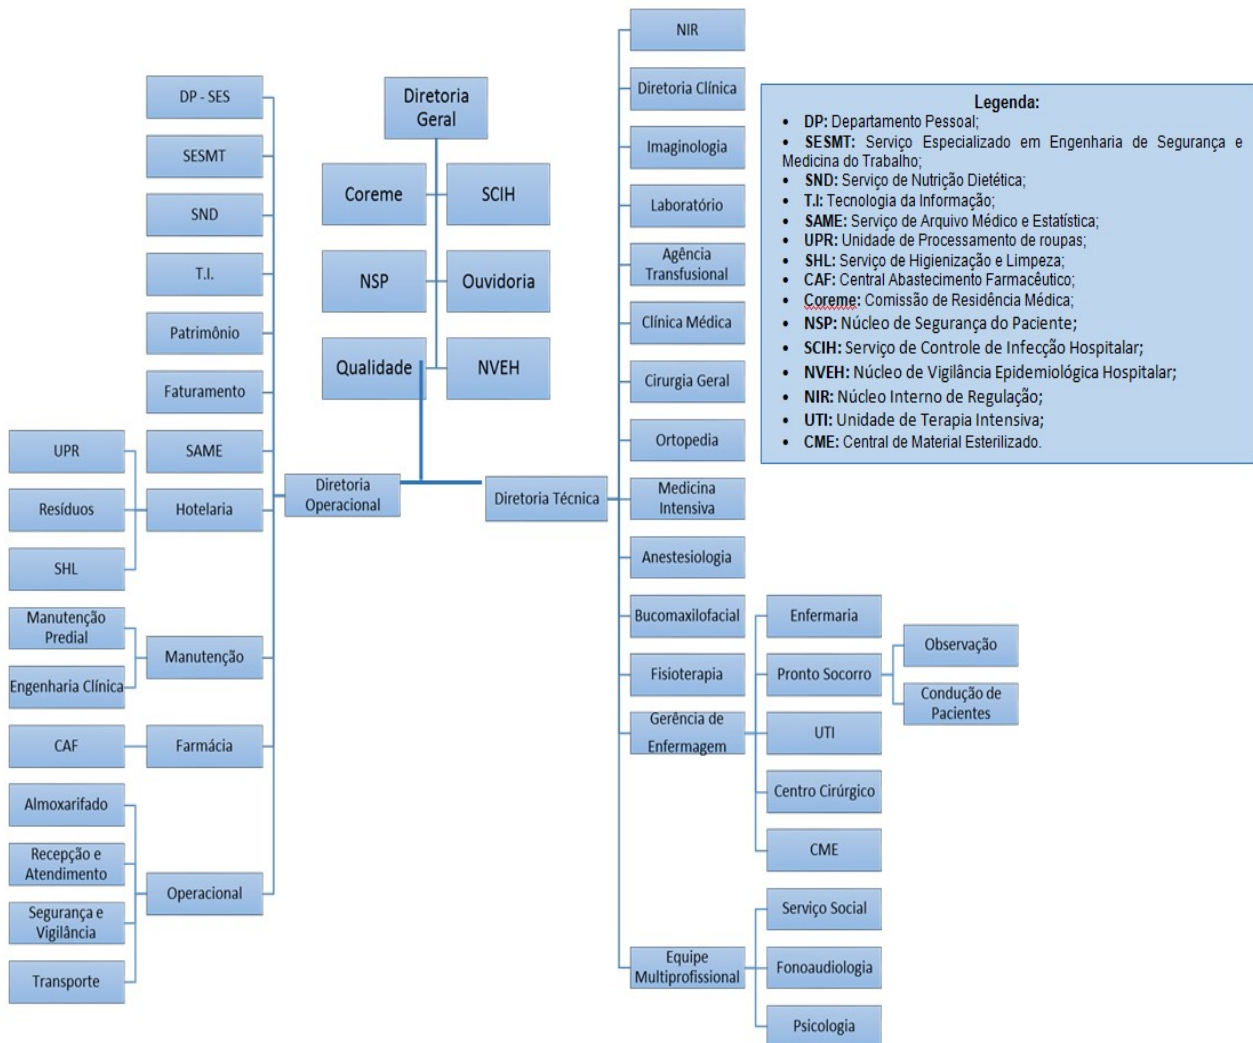 Diretoria
Geral
Coreme
SCIH
NSP
Ouvidoria
Qualidade
NVEH
Diretoria
Operacional
Diretoria Técnica
DP - SES
SESMT
SND
T.I.
Patrimônio
Faturamento
SAME
Hotelaria
UPR
Resíduos
SHL
Manutenção
Manutenção
Predial
Engenharia Clínica
Farmácia
CAF
Operacional
Almoxarifado
Recepção e
Atendimento
Segurança e
Vigilância
Transporte
NIR
Diretoria Clínica
Imaginologia
Laboratório
Agência
Transfusional
Clínica Médica
Cirurgia Geral
Ortopedia
Medicina
Intensiva
Anestesiologia
Bucomaxilofacial
Fisioterapia
Gerência de
Enfermagem
Enfermaria
Pronto Socorro
Observação
Condução de
Pacientes
UTI
Centro Cirúrgico
CME
Equipe
Multiprofissional
Serviço Social
Fonoaudiologia
Psicologia
Legenda:
• DP: Departamento Pessoal;
• SESMT: Serviço Especializado em Engenharia de Segurança e
Medicina do Trabalho;
• SND: Serviço de Nutrição Dietética;
• T.I: Tecnologia da Informação;
• SAME: Serviço de Arquivo Médico e Estatística;
• UPR: Unidade de Processamento de roupas;
• SHL: Serviço de Higienização e Limpeza;
• CAF: Central Abastecimento Farmacêutico;
• Coreme: Comissão de Residência Médica;
• NSP: Núcleo de Segurança do Paciente;
• SCIH: Serviço de Controle de Infecção Hospitalar;
• NVEH: Núcleo de Vigilância Epidemiológica Hospitalar;
• NIR: Núcleo Interno de Regulação;
• UTI: Unidade de Terapia Intensiva;
• CME: Central de Material Esterilizado.